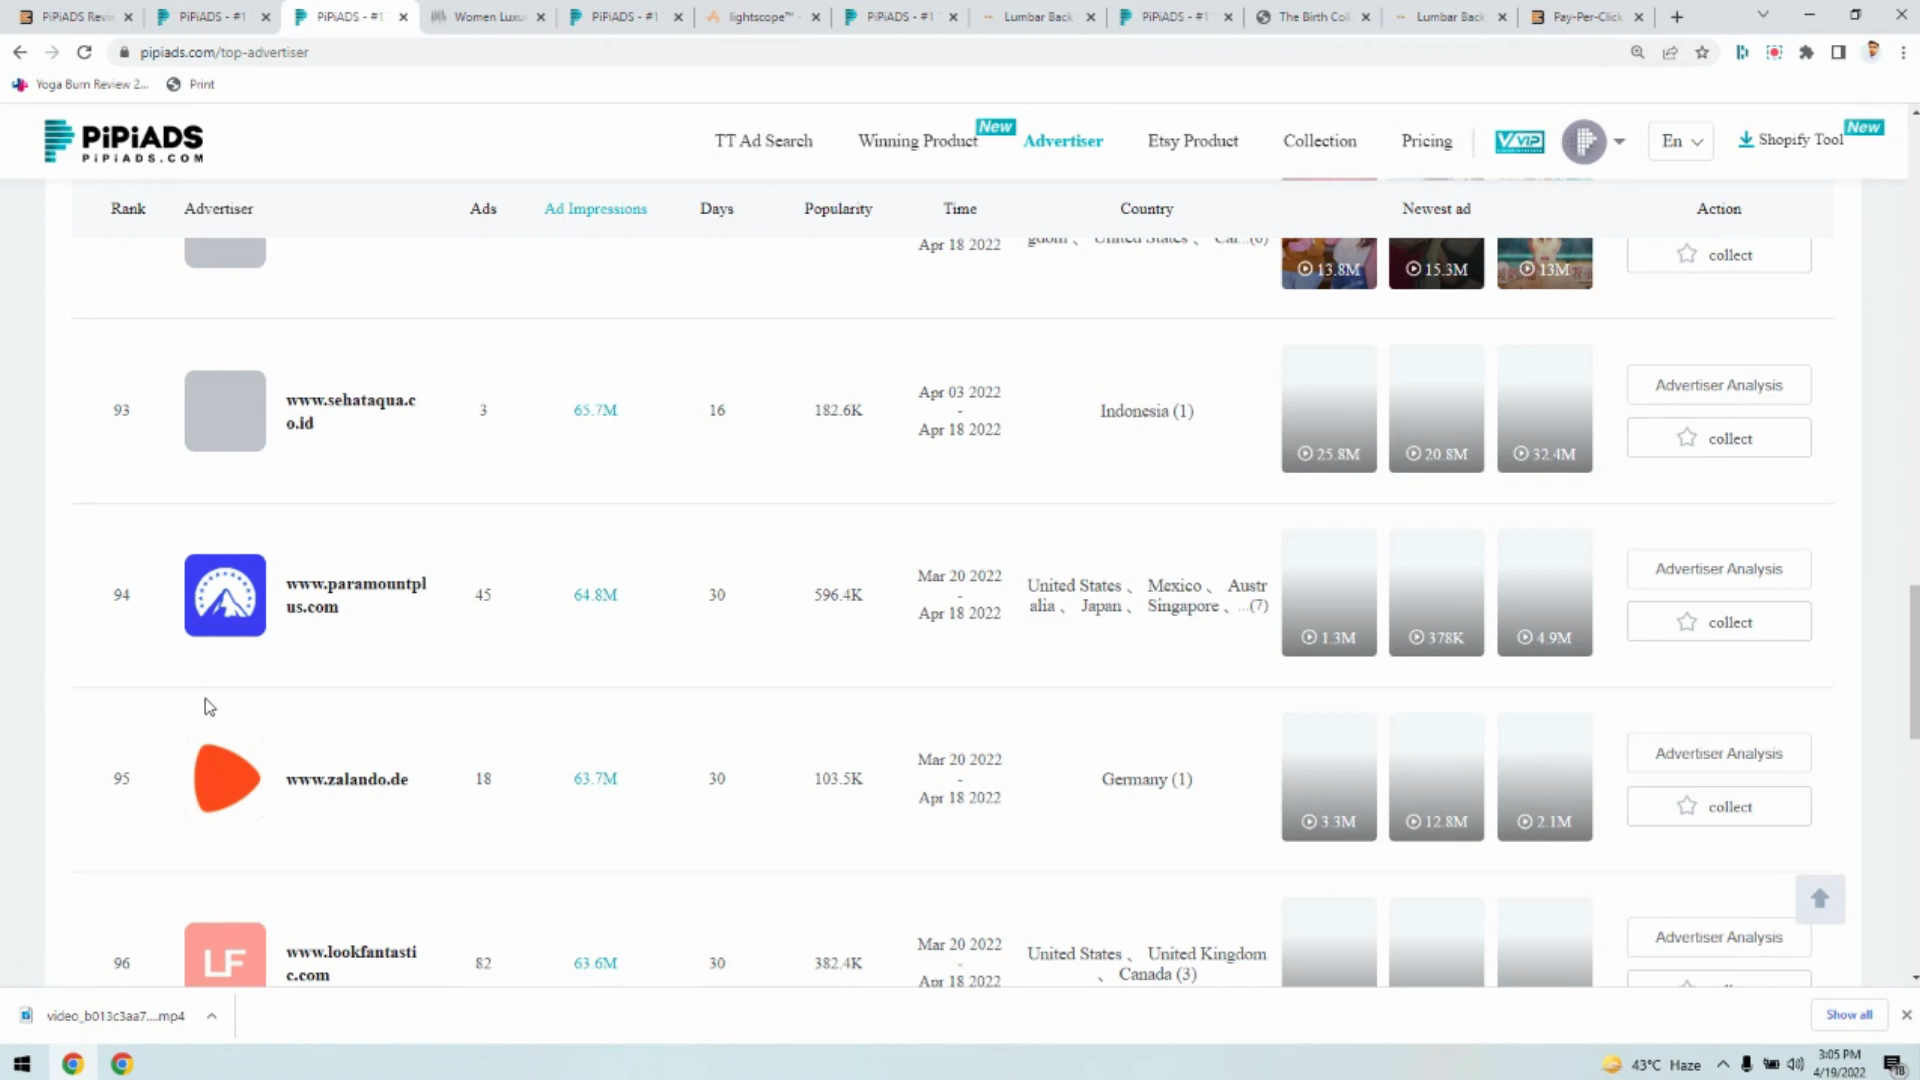 PiPiADS Revie
PiPiADS - #1
PiPiADS - #1
Women Luxu
PiPiADS - #1
lightscope™ -
PiPiADS - #1
Lumbar Back
PiPiADS - #1
The Birth Coll
Lumbar Back
Pay-Per-Click
pipiads.com/top-advertiser
Yoga Burn Review 2...
Print
PiPiADS
PiPiADS.COM
TT Ad Search
Winning Product
New
Advertiser
Etsy Product
Collection
Pricing
VVIP
En
Shopify Tool
New
Rank
Advertiser
Ads
Ad Impressions
Days
Popularity
Time
Country
Newest ad
Action
Apr 18 2022
gdom 、 United States 、 Can...(6)
13.8M
15.3M
13M
collect
93
www.sehataqua.c
o.id
3
65.7M
16
182.6K
Apr 03 2022
-
Apr 18 2022
Indonesia (1)
25.8M
20.8M
32.4M
Advertiser Analysis
collect
94
www.paramountpl
us.com
45
64.8M
30
596.4K
Mar 20 2022
-
Apr 18 2022
United States 、 Mexico 、 Austr
alia 、 Japan 、 Singapore 、 ...(7)
1.3M
378K
4.9M
Advertiser Analysis
collect
95
www.zalando.de
18
63.7M
30
103.5K
Mar 20 2022
-
Apr 18 2022
Germany (1)
3.3M
12.8M
2.1M
Advertiser Analysis
collect
96
LF
www.lookfantasti
c.com
82
63.6M
30
382.4K
Mar 20 2022
-
Apr 18 2022
United States 、 United Kingdom
、 Canada (3)
Advertiser Analysis
video_b013c3aa7....mp4
Show all
43°C Haze
3:05 PM
4/19/2022
18